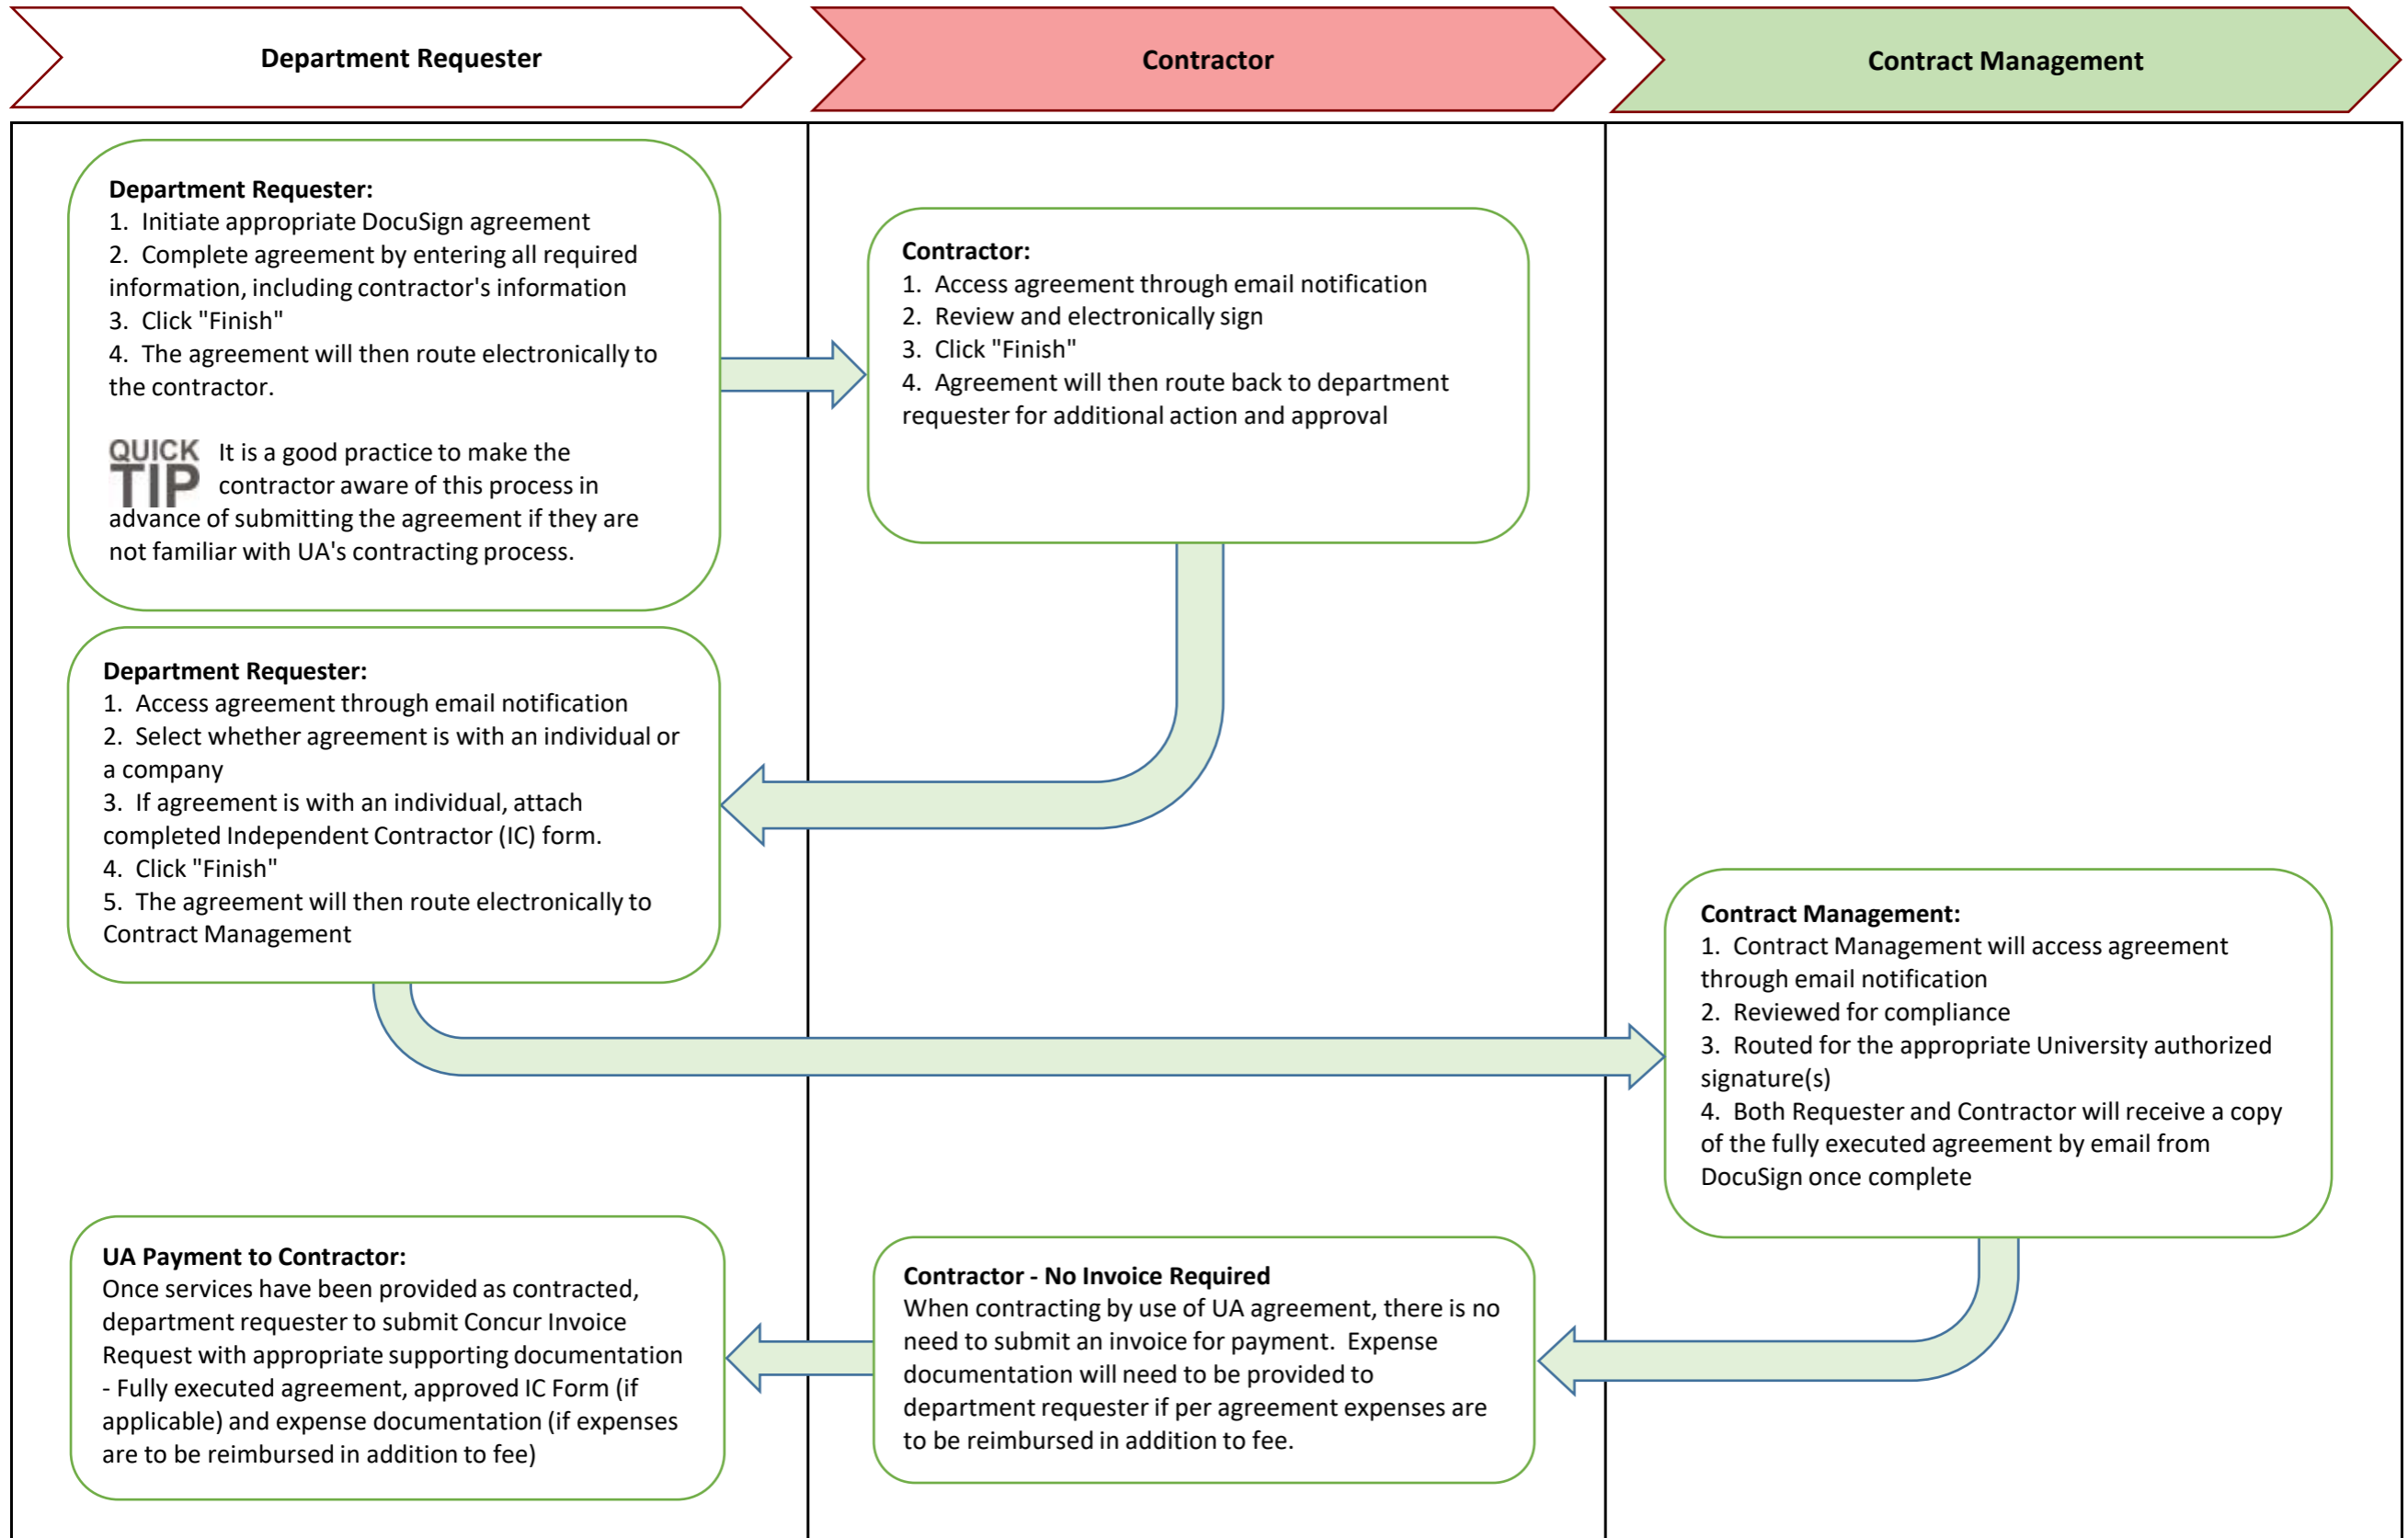 Department Requester
Contractor
Contract Management
Department Requester:
1.  Initiate appropriate DocuSign agreement
2.  Complete agreement by entering all required
information, including contractor's information
3.  Click "Finish"
4.  The agreement will then route electronically to
the contractor.
QUICK
TIP
It is a good practice to make the
contractor aware of this process in
advance of submitting the agreement if they are
not familiar with UA's contracting process.
Contractor:
1.  Access agreement through email notification
2.  Review and electronically sign
3.  Click "Finish"
4.  Agreement will then route back to department
requester for additional action and approval
Department Requester:
1.  Access agreement through email notification
2.  Select whether agreement is with an individual or
a company
3.  If agreement is with an individual, attach
completed Independent Contractor (IC) form.
4.  Click "Finish"
5.  The agreement will then route electronically to
Contract Management
Contract Management:
1.  Contract Management will access agreement
through email notification
2.  Reviewed for compliance
3.  Routed for the appropriate University authorized
signature(s)
4.  Both Requester and Contractor will receive a copy
of the fully executed agreement by email from
DocuSign once complete
Contractor - No Invoice Required
When contracting by use of UA agreement, there is no
need to submit an invoice for payment.  Expense
documentation will need to be provided to
department requester if per agreement expenses are
to be reimbursed in addition to fee.
UA Payment to Contractor:
Once services have been provided as contracted,
department requester to submit Concur Invoice
Request with appropriate supporting documentation
- Fully executed agreement, approved IC Form (if
applicable) and expense documentation (if expenses
are to be reimbursed in addition to fee)